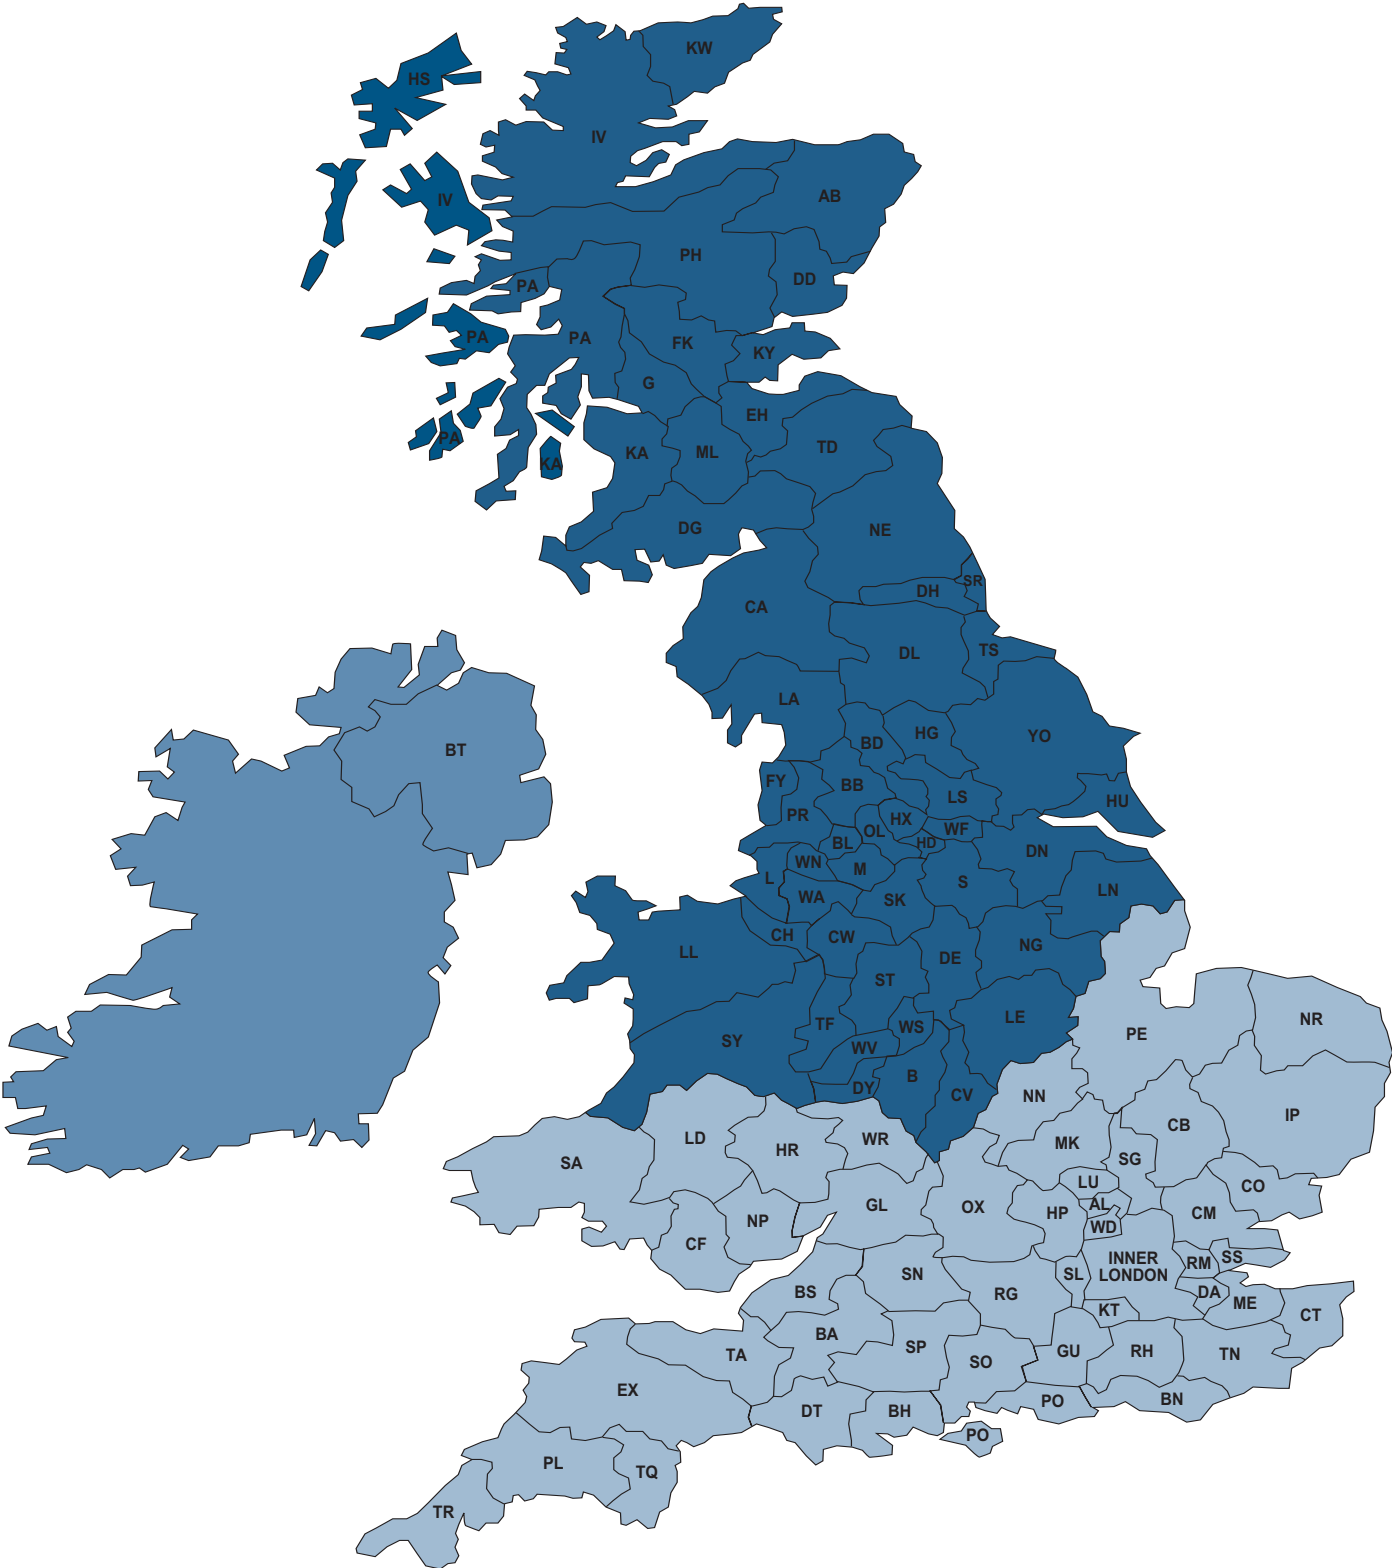 KW
HS
IV
AB
IV
PH
DD
PA
PA
PA
FK
KY
G
EH
PA
KA
ML
TD
KA
DG
NE
SR
DH
CA
DL
TS
LA
BT
HG
YO
BD
FY
BB
LS
HU
PR
HX
WF
OL
BL
HD
DN
WN
M
L
S
LN
WA
SK
CH
CW
NG
LL
DE
ST
LE
NR
TF
WS
PE
SY
WV
B
DY
CV
NN
IP
CB
LD
WR
MK
HR
SG
SA
LU
CO
AL
GL
OX
HP
CM
NP
WD
CF
INNER
LONDON
SS
RM
SN
SL
BS
RG
DA
ME
KT
CT
BA
SP
GU
RH
TN
TA
SO
EX
PO
BN
DT
BH
PO
PL
TQ
TR